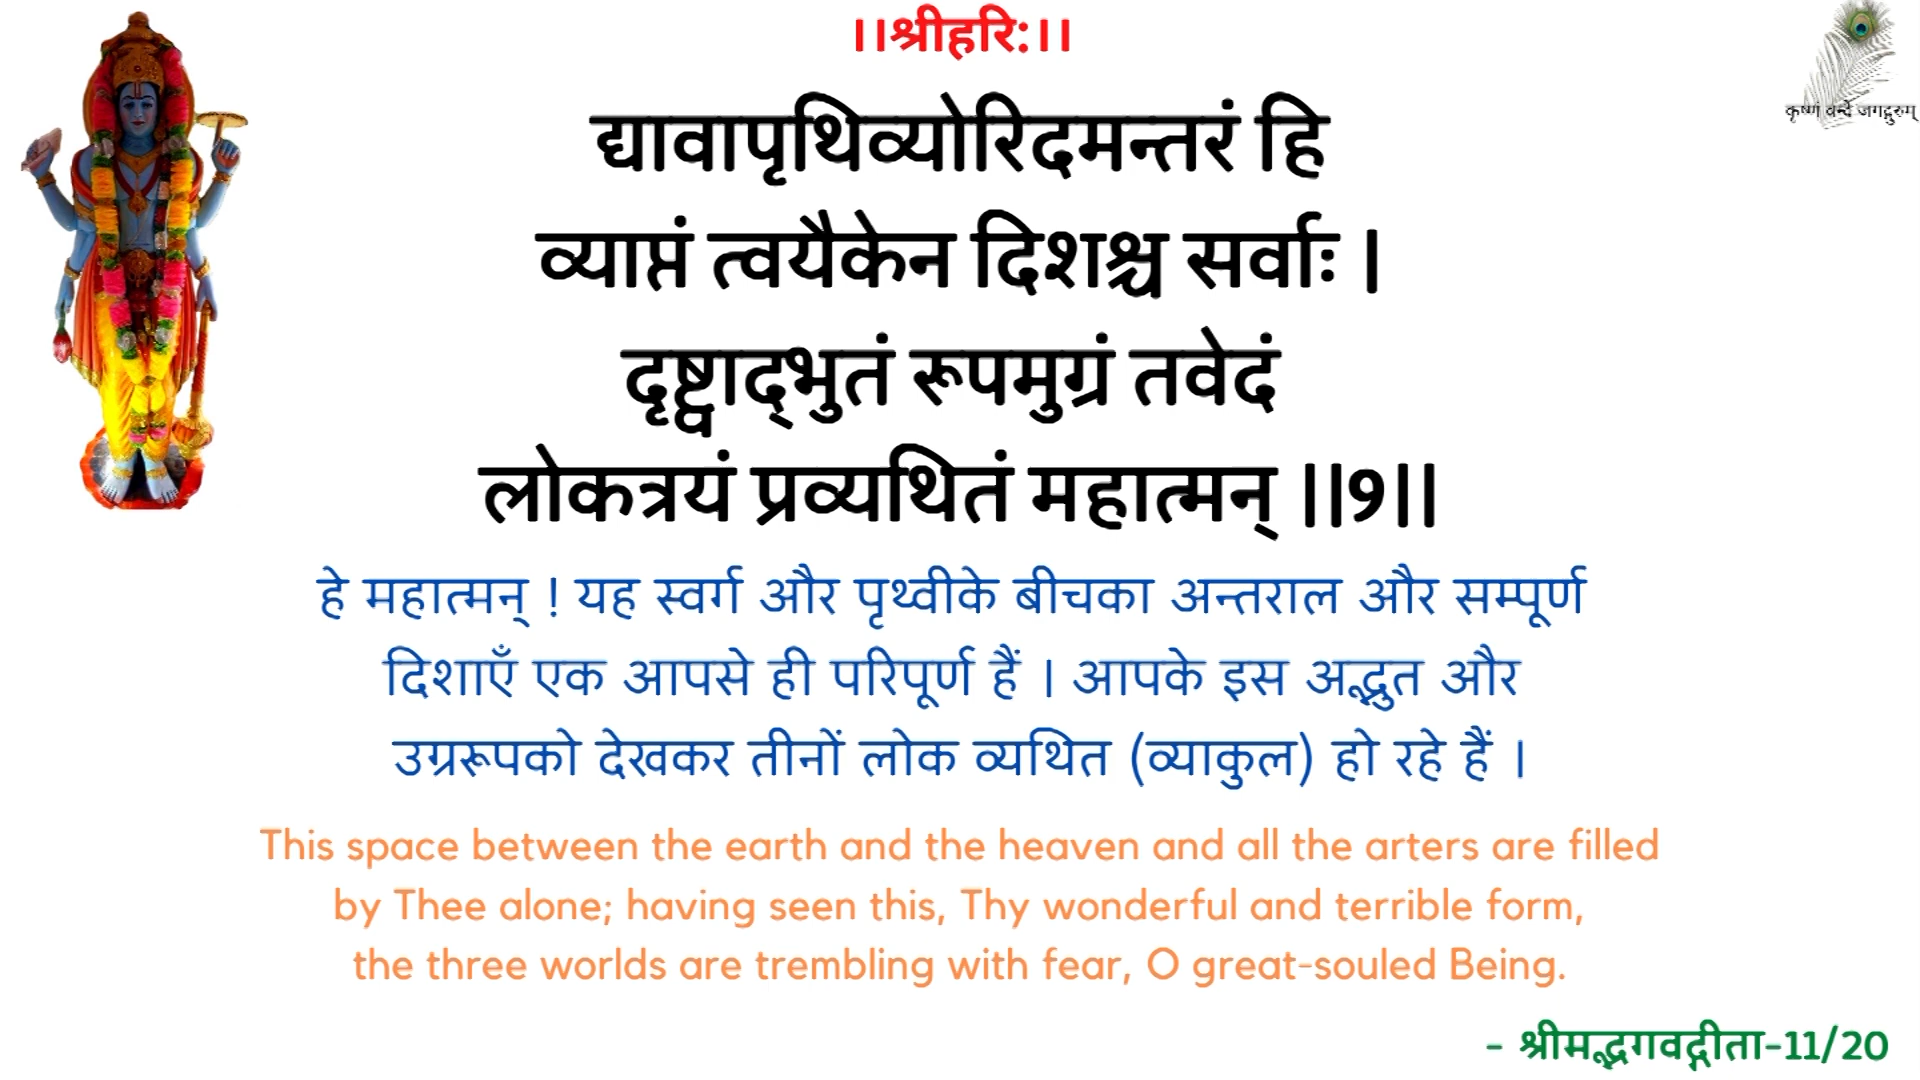 ।।श्रीहरि:।।
कृष्णं वन्दे जगद्गुरुम्
द्यावापृथिव्योरिदमन्तरं हि
व्याप्तं त्वयैकेन दिशश्च सर्वाः |
दृष्ट्वाद्‌भुतं रूपमुग्रं तवेदं
लोकत्रयं प्रव्यथितं महात्मन् ||१||
हे महात्मन् ! यह स्वर्ग और पृथ्वीके बीचका अन्तराल और सम्पूर्ण
दिशाएँ एक आपसे ही परिपूर्ण हैं । आपके इस अद्भुत और
उग्ररूपको देखकर तीनों लोक व्यथित (व्याकुल) हो रहे हैं ।
This space between the earth and the heaven and all the arters are filled
by Thee alone; having seen this, Thy wonderful and terrible form,
the three worlds are trembling with fear, O great-souled Being.
- श्रीमद्भगवद्गीता-11/20